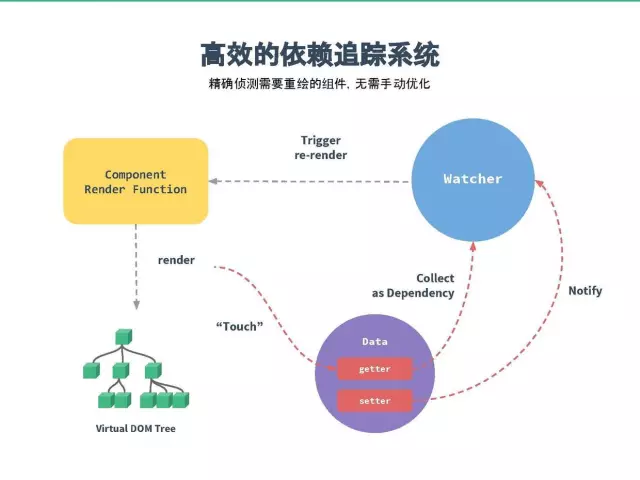 高效的依赖追踪系统
精确侦测需要重绘的组件, 无需手动优化
Trigger
re-render
Component
Render Function
Watcher
render
Collect
as Dependency
Notify
“Touch”
Data
getter
setter
Virtual DOM Tree